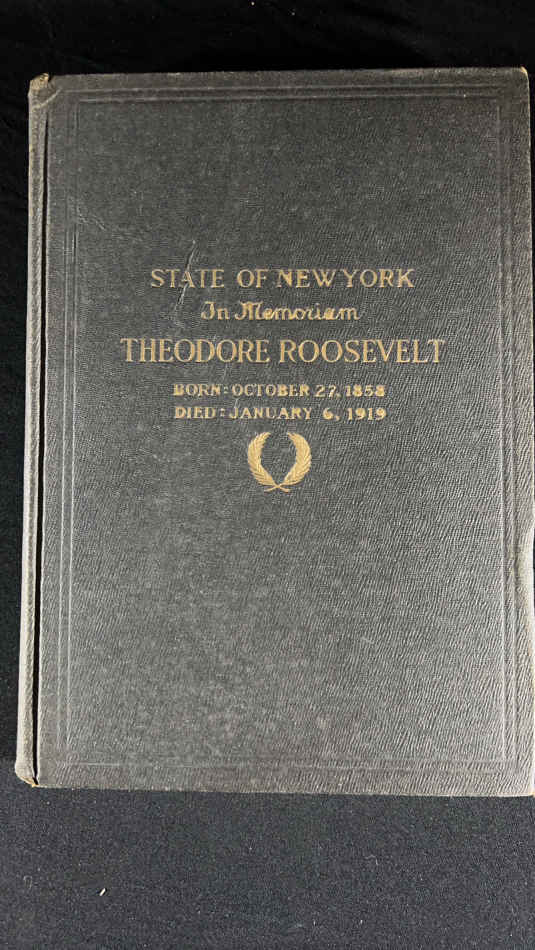 STATE OF NEW YORK
In Memoriam
THEODORE ROOSEVELT
BORN: OCTOBER 27, 1858
DIED: JANUARY 6, 1919